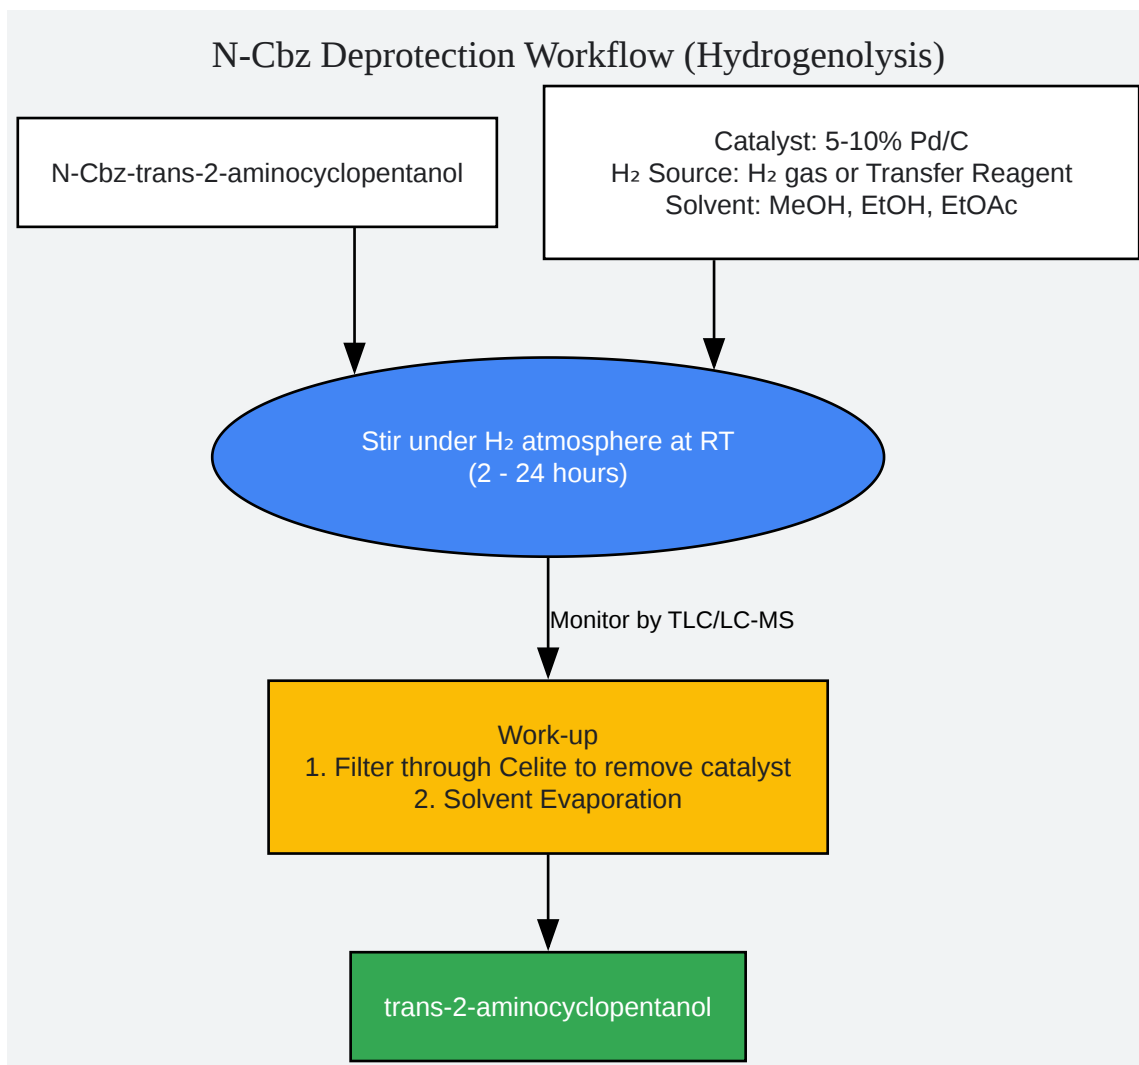 N-Cbz Deprotection Workflow (Hydrogenolysis)
N-Cbz-trans-2-aminocyclopentanol
Catalyst: 5-10% Pd/C
H₂ Source: H₂ gas or Transfer Reagent
Solvent: MeOH, EtOH, EtOAc
Stir under H₂ atmosphere at RT
(2 - 24 hours)
Monitor by TLC/LC-MS
Work-up
1. Filter through Celite to remove catalyst
2. Solvent Evaporation
trans-2-aminocyclopentanol